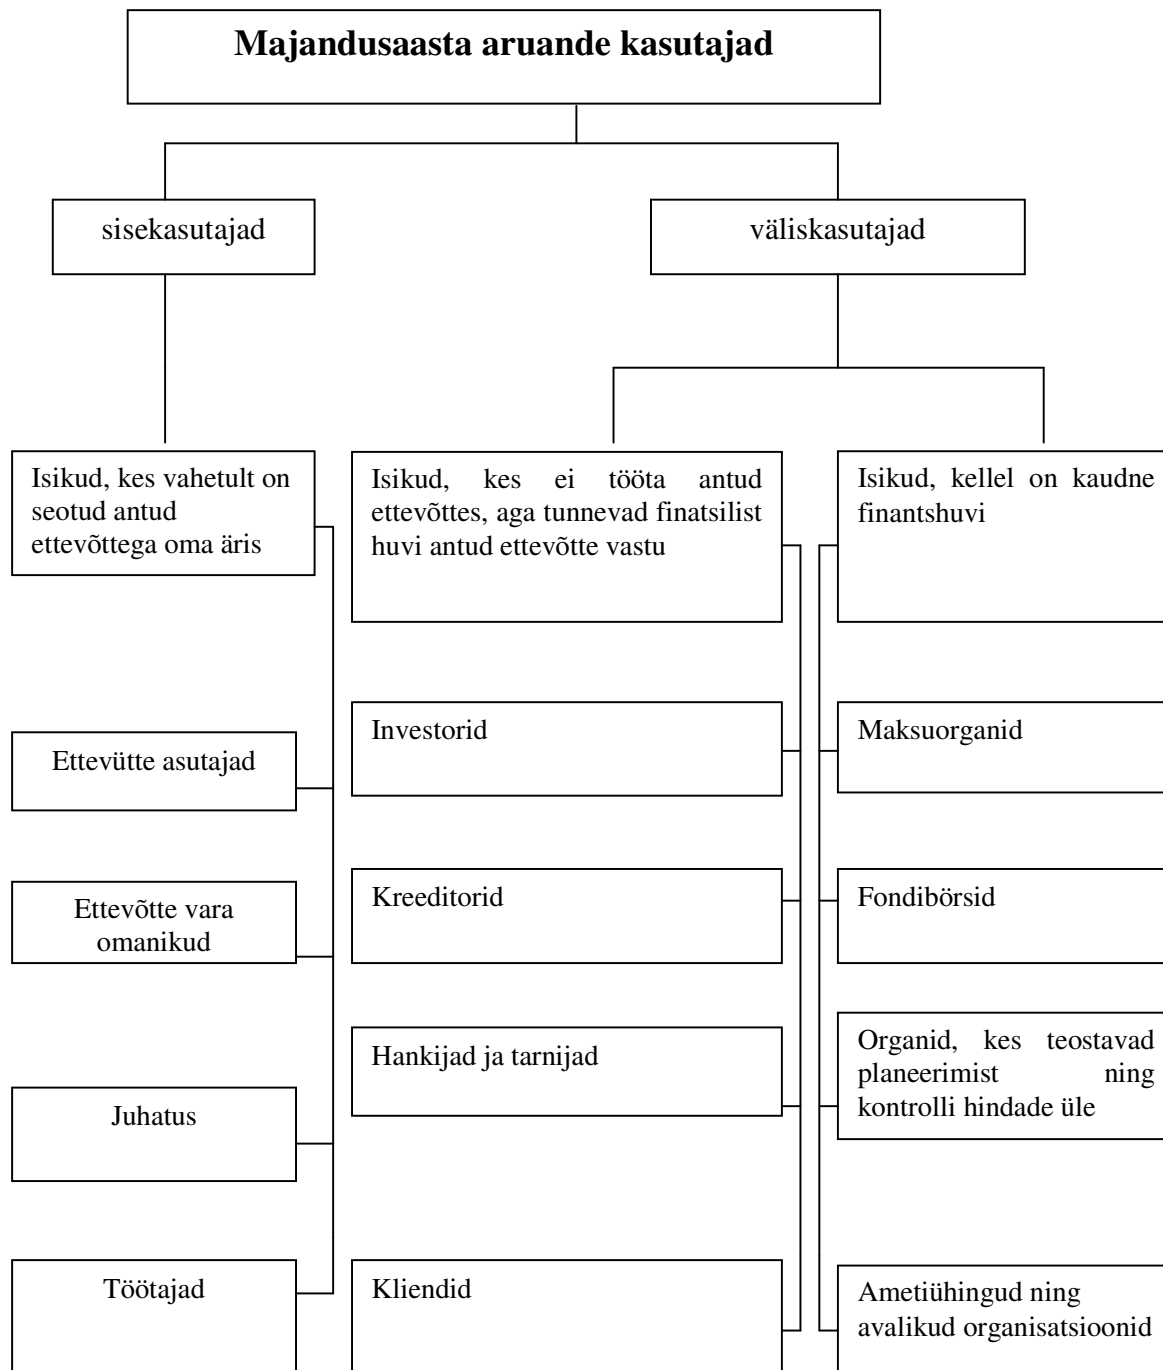 Majandusaasta aruande kasutajad
sisekasutajad
väliskasutajad
Isikud, kes vahetult on
seotud antud
ettevõttega oma äris
Isikud, kes ei tööta antud
ettevõttes, aga tunnevad finatsilist
huvi antud ettevõtte vastu
Isikud, kellel on kaudne
finantshuvi
Ettevütte asutajad
Investorid
Maksuorganid
Ettevõtte vara
omanikud
Kreeditorid
Fondibörsid
Juhatus
Hankijad ja tarnijad
Organid, kes teostavad
planeerimist ning
kontrolli hindade üle
Töötajad
Kliendid
Ametiühingud ning
avalikud organisatsioonid